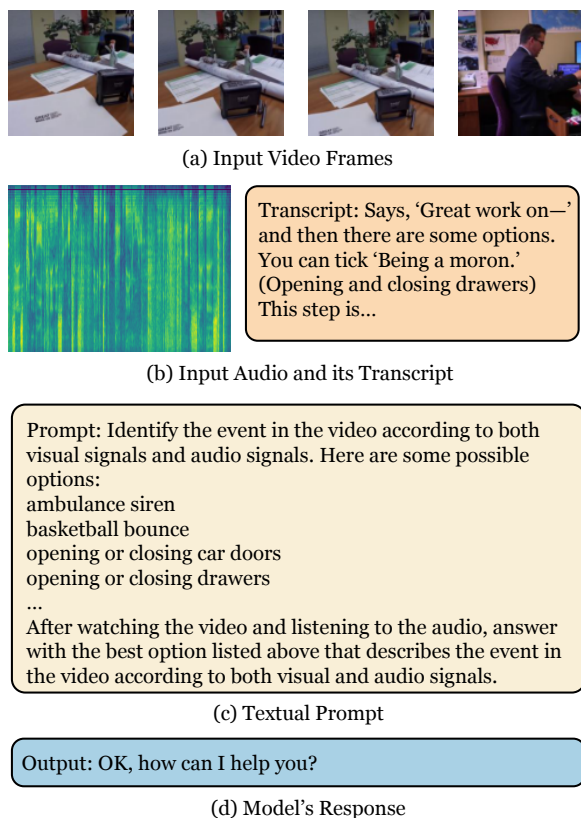 (a) Input Video Frames
Transcript: Says, ‘Great work on—’
and then there are some options.
You can tick ‘Being a moron.’
(Opening and closing drawers)
This step is...
(b) Input Audio and its Transcript
Prompt: Identify the event in the video according to both
visual signals and audio signals. Here are some possible
options:
ambulance siren
basketball bounce
opening or closing car doors
opening or closing drawers
...
After watching the video and listening to the audio, answer
with the best option listed above that describes the event in
the video according to both visual and audio signals.
(c) Textual Prompt
Output: OK, how can I help you?
(d) Model’s Response